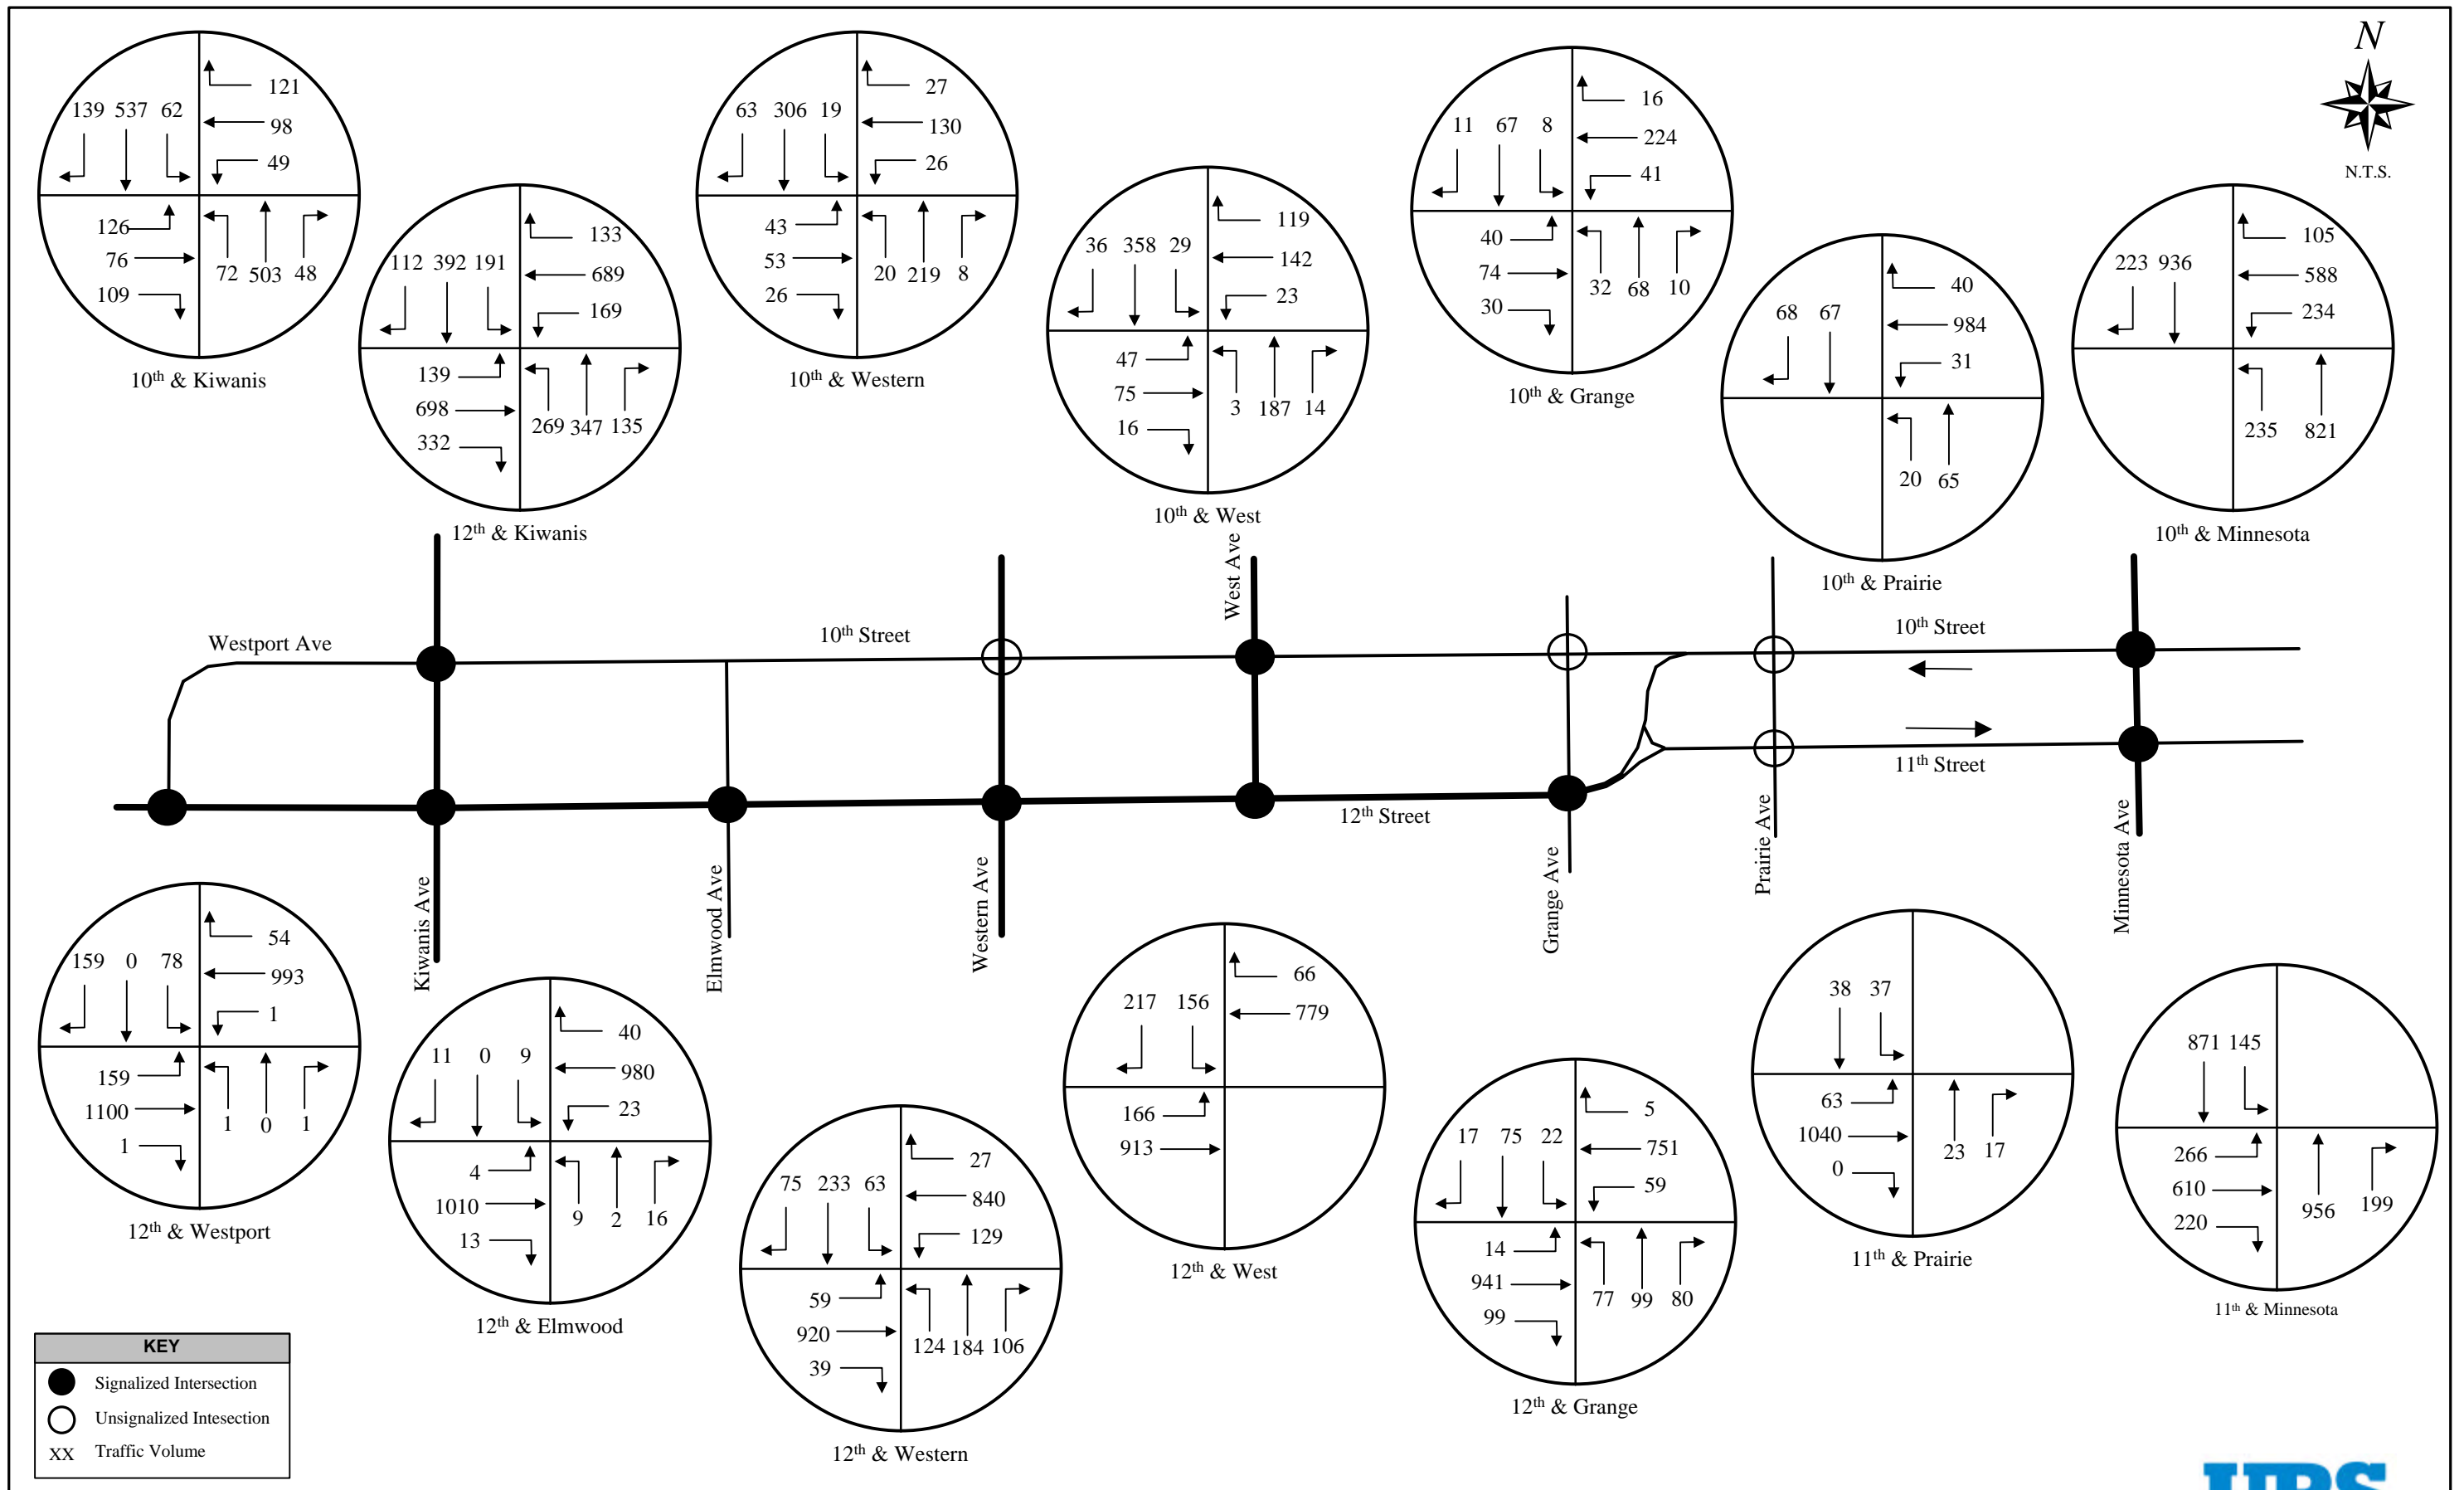 N
N.T.S.
139 537 62
121
98
49
126
76
109
72 503 48
10th & Kiwanis
112 392 191
133
689
169
139
698
332
269 347 135
12th & Kiwanis
63 306 19
27
130
26
43
53
26
20 219 8
10th & Western
36 358 29
119
142
23
47
75
16
3 187 14
10th & West
11 67 8
16
224
41
40
74
30
32 68 10
10th & Grange
68 67
40
984
31
20 65
10th & Prairie
223 936
105
588
234
235 821
10th & Minnesota
Westport Ave
10th Street
West Ave
10th Street
11th Street
12th Street
Kiwanis Ave
Elmwood Ave
Western Ave
Grange Ave
Prairie Ave
Minnesota Ave
159 0 78
54
993
1
159
1100
1
1 0 1
12th & Westport
11 0 9
40
980
23
4
1010
13
9 2 16
12th & Elmwood
75 233 63
27
840
129
59
920
39
124 184 106
12th & Western
217 156
66
779
166
913
12th & West
17 75 22
5
751
59
14
941
99
77 99 80
12th & Grange
38 37
63
1040
0
23 17
11th & Prairie
871 145
266
610
220
956 199
11th & Minnesota
KEY
Signalized Intersection
Unsignalized Intesection
XX Traffic Volume
URS